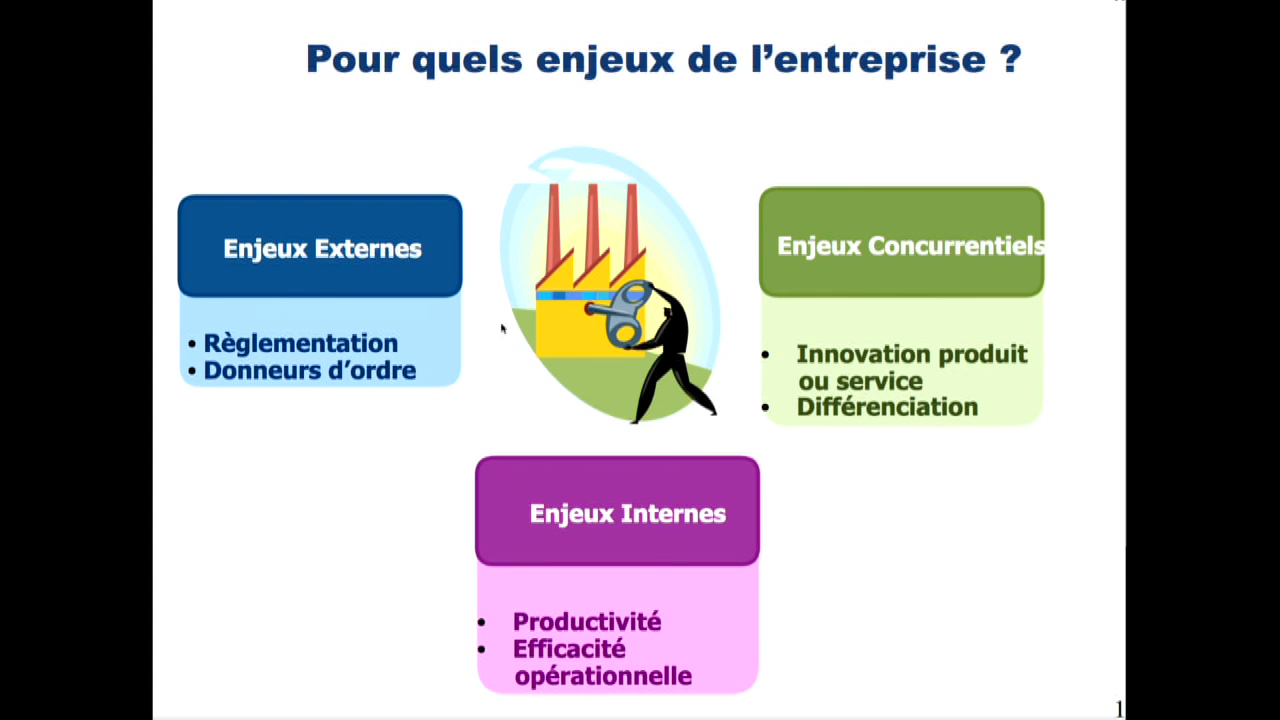 Pour quels enjeux de l'entreprise ?
Enjeux Externes
• Règlementation
• Donneurs d'ordre
Enjeux Concurrentiels
• Innovation produit
ou service
• Différenciation
Enjeux Internes
• Productivité
• Efficacité
opérationnelle
1